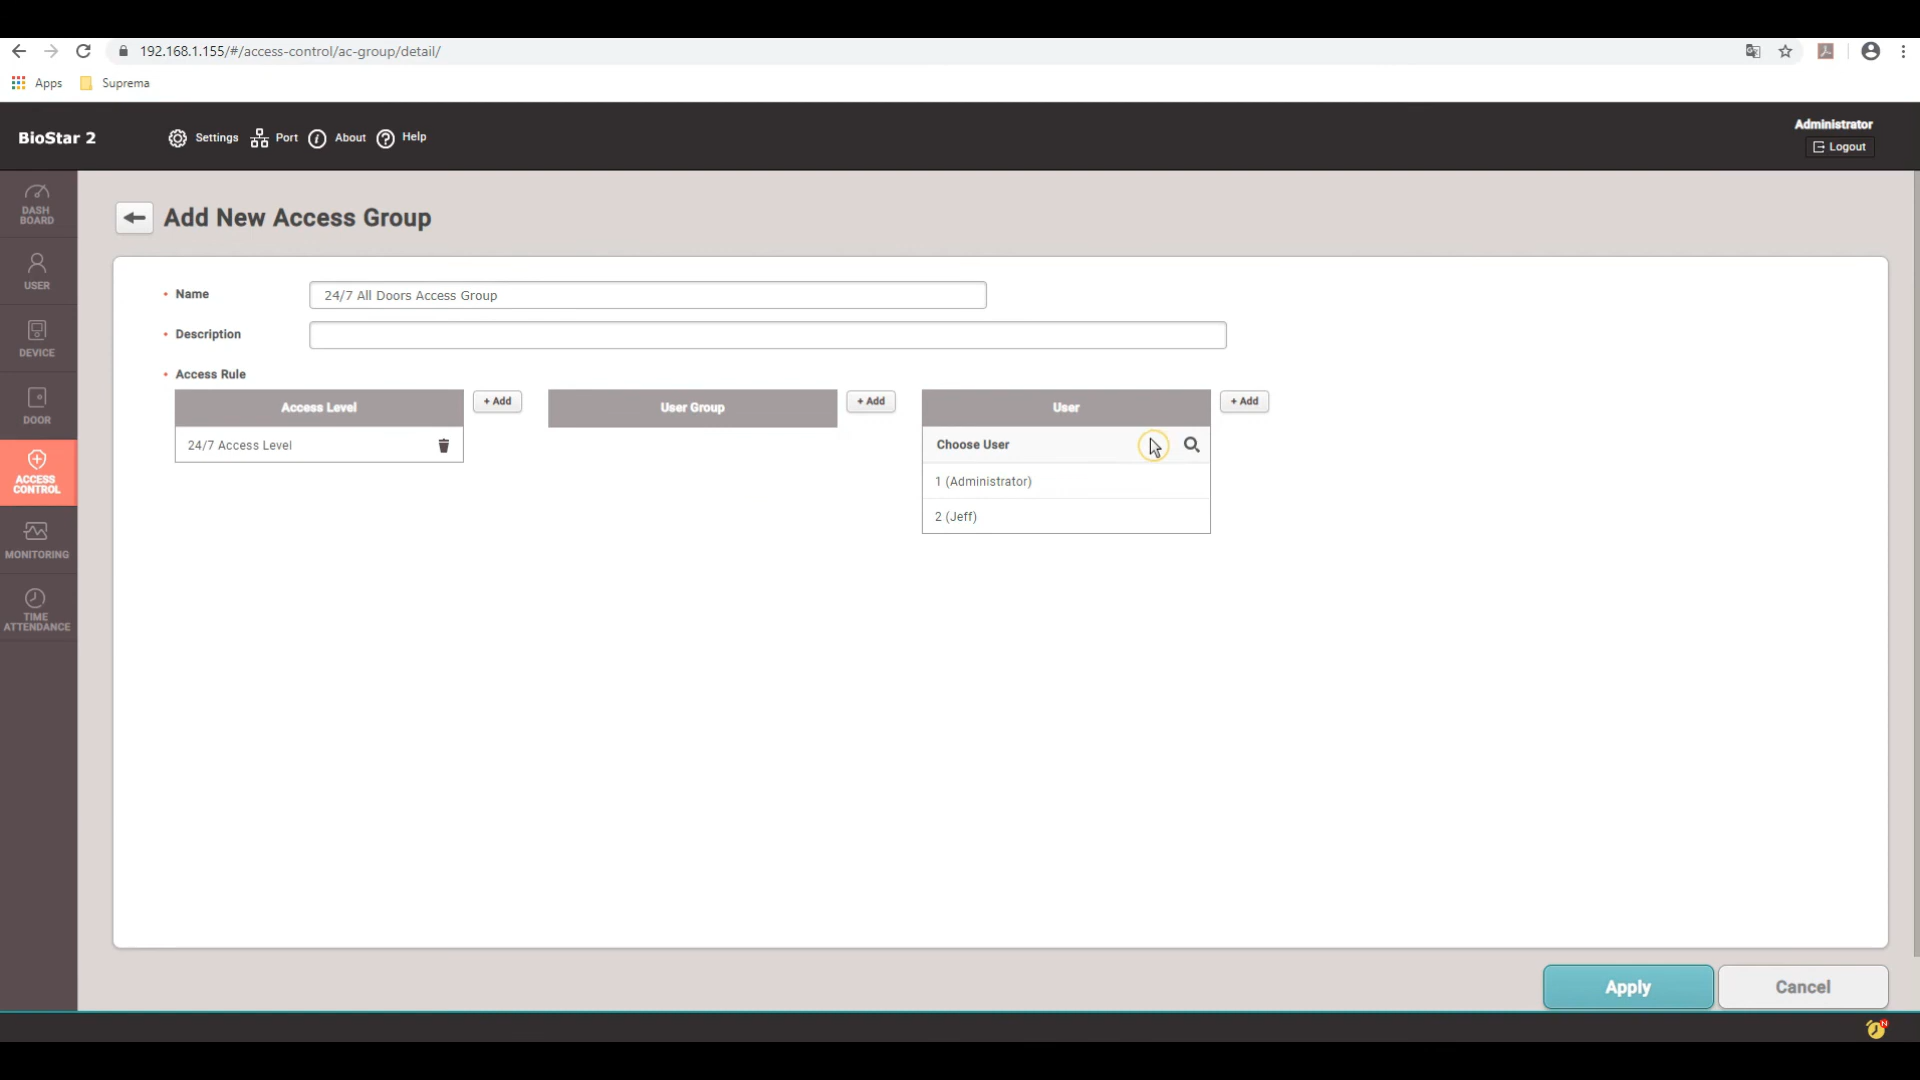 192.168.1.155/#/access-control/ac-group/detail/
Apps Suprema
BioStar 2 Settings Port About Help
Administrator
Logout
DASH
BOARD
USER
DEVICE
DOOR
ACCESS
CONTROL
MONITORING
TIME
ATTENDANCE
Add New Access Group
• Name 24/7 All Doors Access Group
• Description
• Access Rule
Access Level + Add User Group + Add User + Add
24/7 Access Level
Choose User
1 (Administrator)
2 (Jeff)
Apply Cancel
N